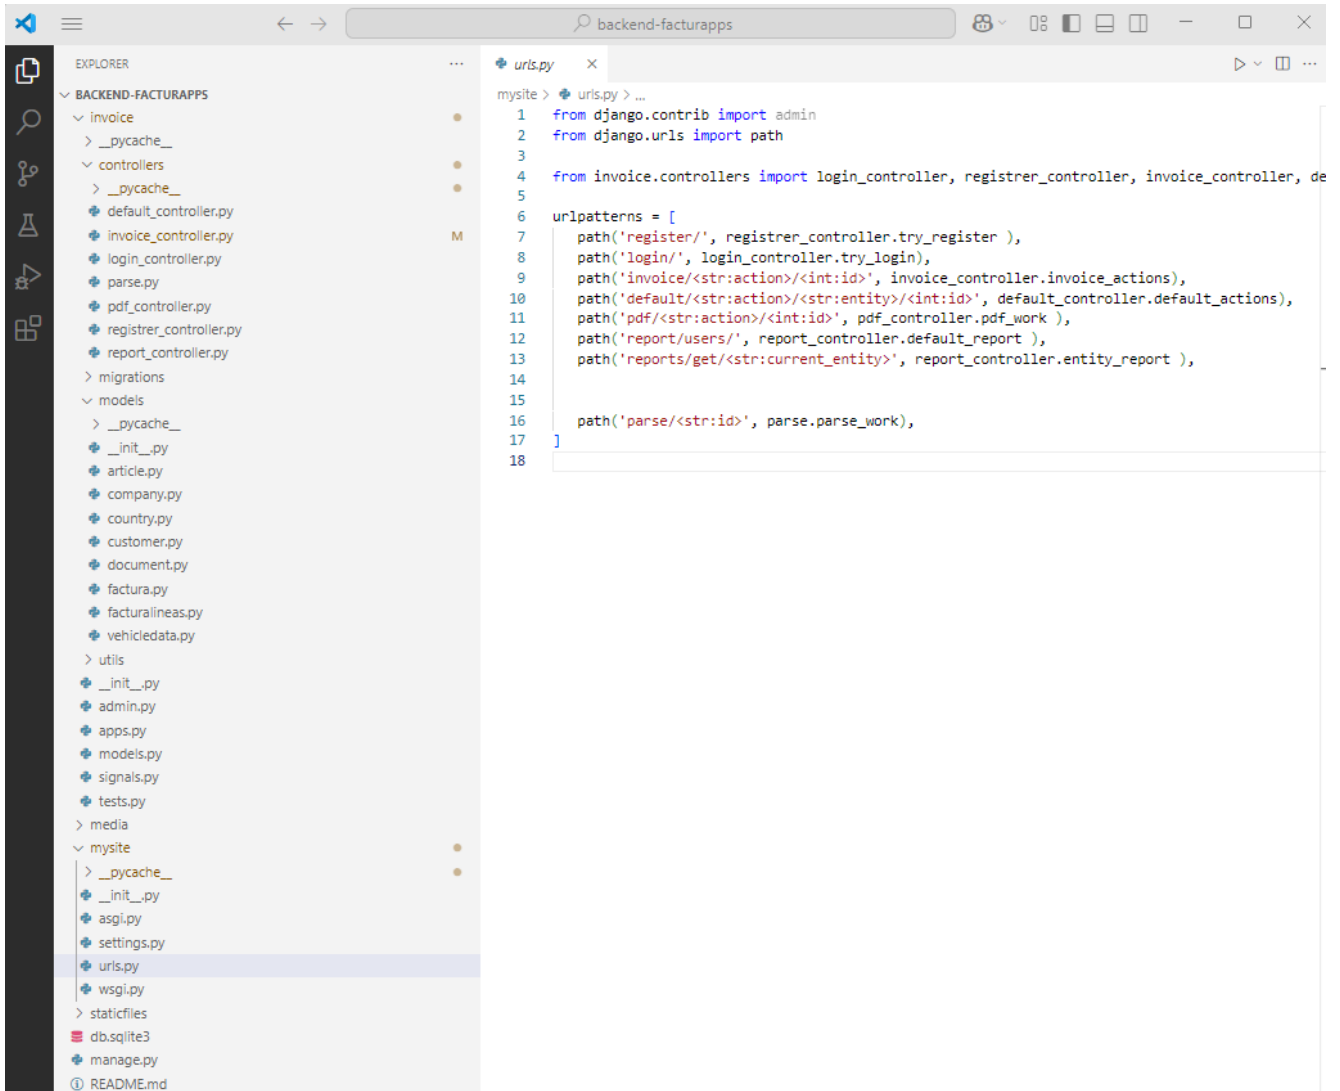 backend-facturapps
EXPLORER
BACKEND-FACTURAPPS
invoice
__pycache__
controllers
__pycache__
default_controller.py
invoice_controller.py M
login_controller.py
parse.py
pdf_controller.py
registrer_controller.py
report_controller.py
migrations
models
__pycache__
__init__.py
article.py
company.py
country.py
customer.py
document.py
factura.py
facturalineas.py
vehicledata.py
utils
__init__.py
admin.py
apps.py
models.py
signals.py
tests.py
media
mysite
__pycache__
__init__.py
asgi.py
settings.py
urls.py
wsgi.py
staticfiles
db.sqlite3
manage.py
README.md
urls.py
mysite > urls.py > ...
1 from django.contrib import admin
2 from django.urls import path
3
4 from invoice.controllers import login_controller, registrer_controller, invoice_controller, de
5
6 urlpatterns = [
7 path('register/', registrer_controller.try_register ),
8 path('login/', login_controller.try_login),
9 path('invoice/<str:action>/<int:id>', invoice_controller.invoice_actions),
10 path('default/<str:action>/<str:entity>/<int:id>', default_controller.default_actions),
11 path('pdf/<str:action>/<int:id>', pdf_controller.pdf_work ),
12 path('report/users/', report_controller.default_report ),
13 path('reports/get/<str:current_entity>', report_controller.entity_report ),
14
15
16 path('parse/<str:id>', parse.parse_work),
17 ]
18